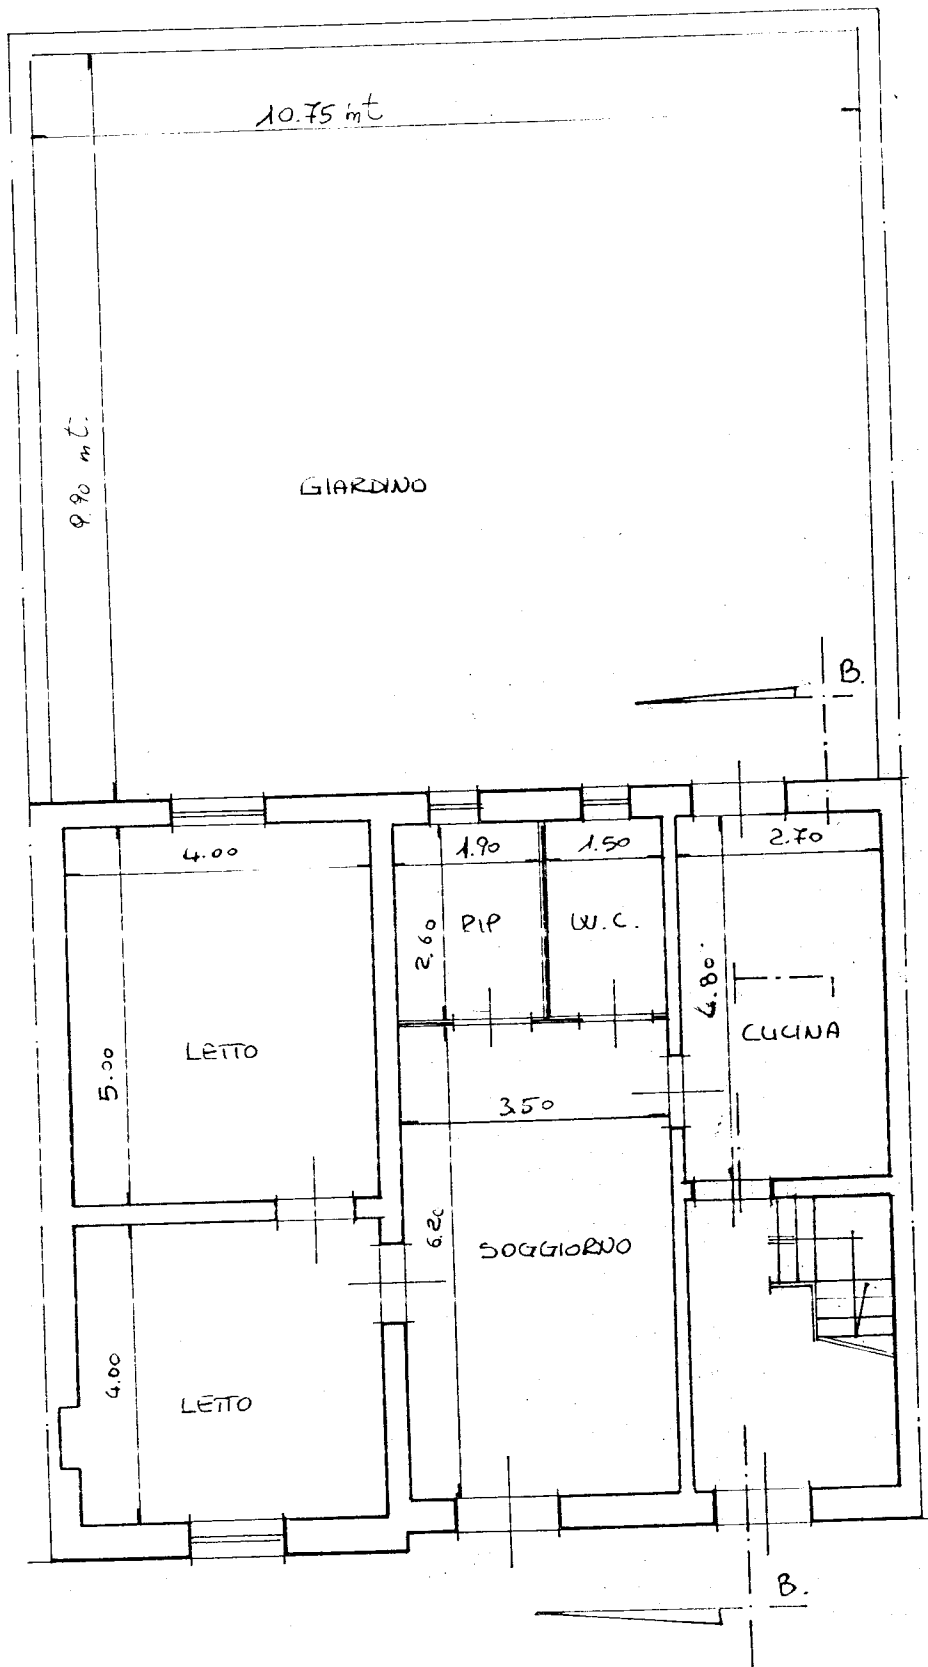 10.75 mt
9.90 mt.
GIARDINO
B.
4.00
1.90
1.50
2.70
2.60
RIP
W.C.
4.80
CUCINA
LETTO
5.00
3.50
6.20
SOGGIORNO
4.00
LETTO
B.